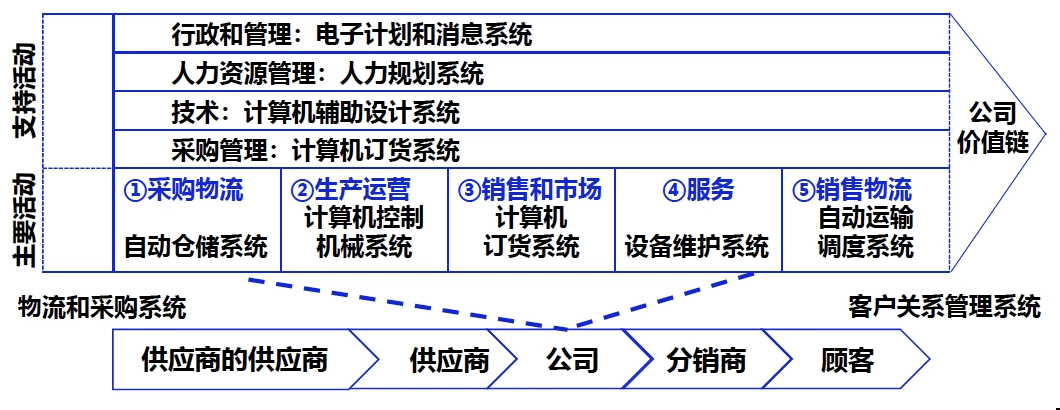 支持活动
行政和管理：电子计划和消息系统
人力资源管理：人力规划系统
技术：计算机辅助设计系统
采购管理：计算机订货系统
公司
价值链
主要活动
①采购物流
自动仓储系统
②生产运营
计算机控制
机械系统
③销售和市场
计算机
订货系统
④服务
设备维护系统
⑤销售物流
自动运输
调度系统
物流和采购系统
客户关系管理系统
供应商的供应商
供应商
公司
分销商
顾客